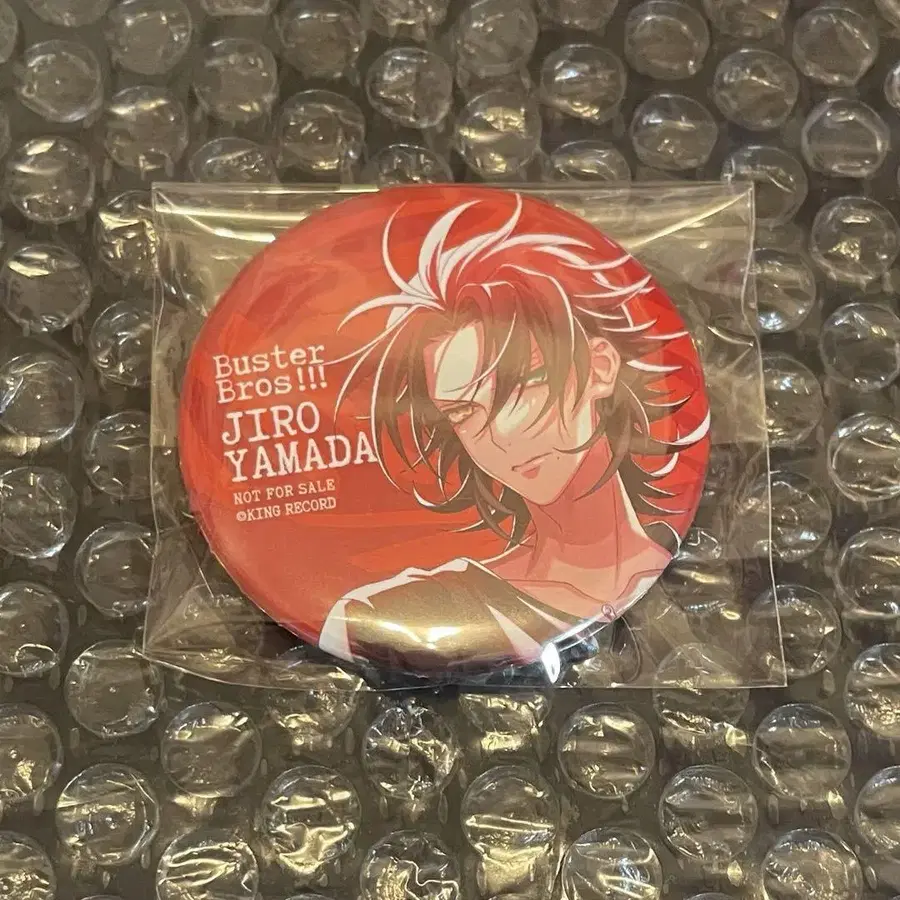 Buster
Bros!!!
JIRO
YAMADA
NOT FOR SALE
©KING RECORD